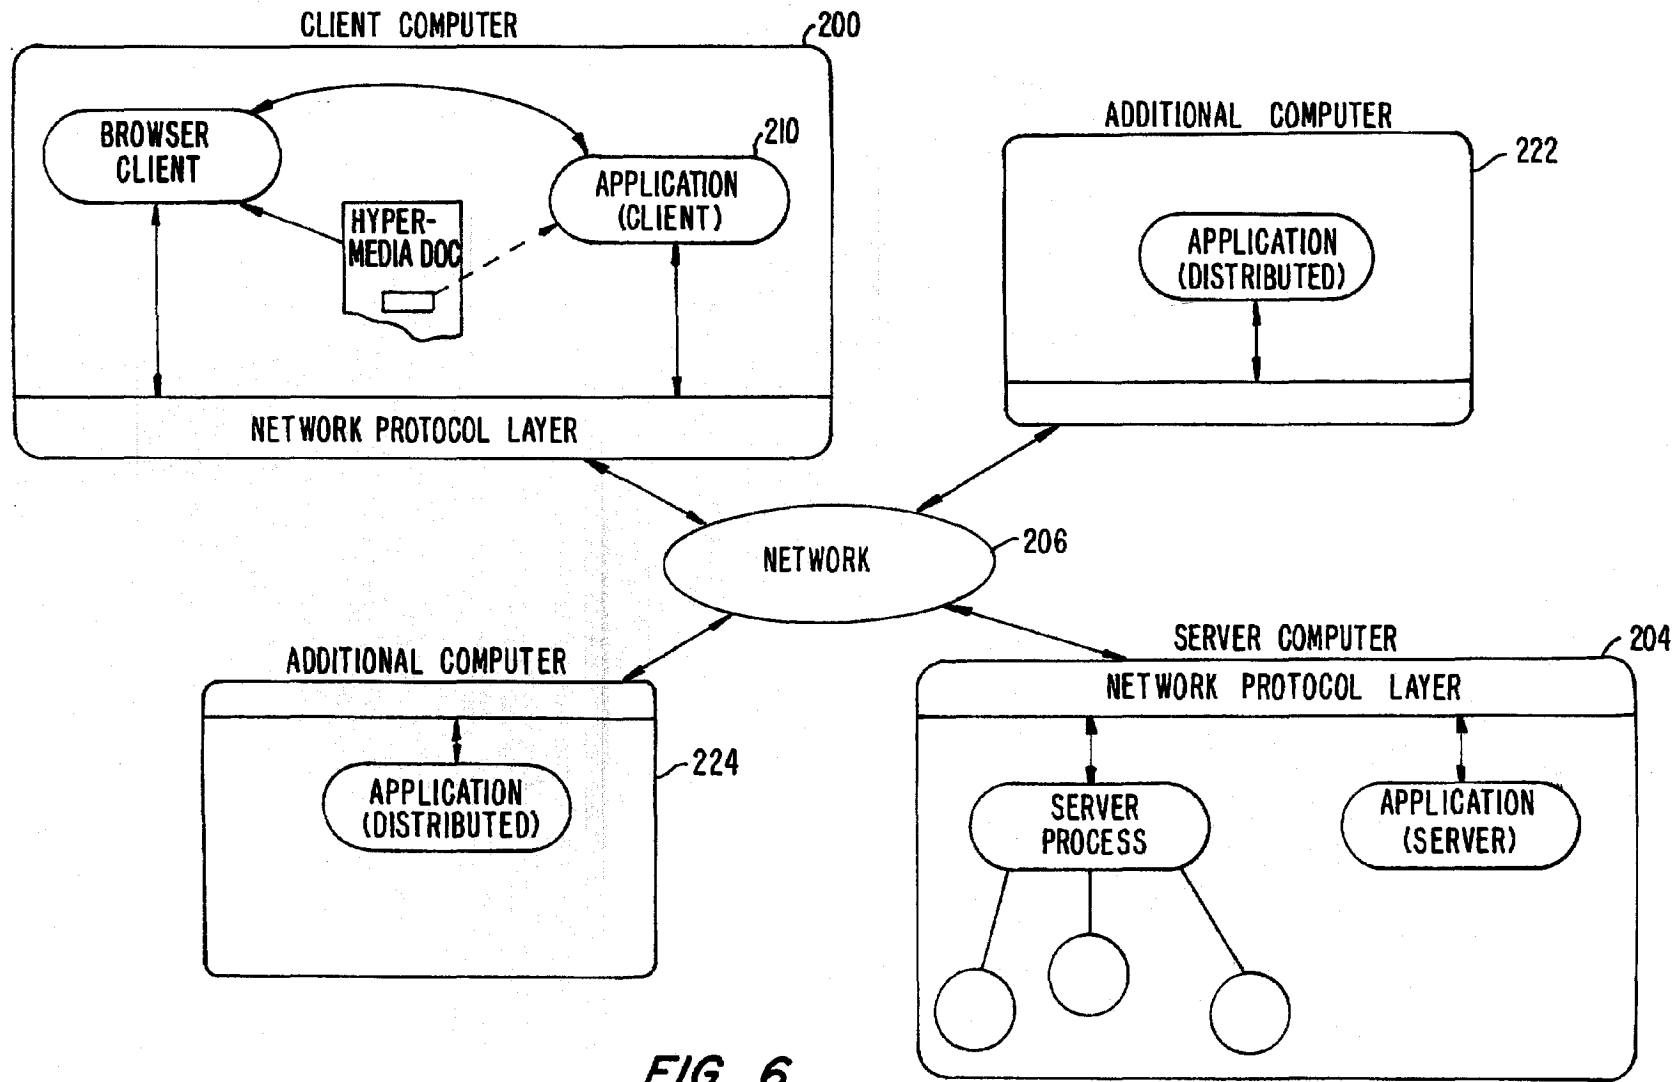 CLIENT COMPUTER
200
BROWSER
CLIENT
210
APPLICATION
(CLIENT)
HYPER-
MEDIA DOC
NETWORK PROTOCOL LAYER
ADDITIONAL COMPUTER
222
APPLICATION
(DISTRIBUTED)
NETWORK
206
ADDITIONAL COMPUTER
224
APPLICATION
(DISTRIBUTED)
SERVER COMPUTER
204
NETWORK PROTOCOL LAYER
SERVER
PROCESS
APPLICATION
(SERVER)
FIG. 6